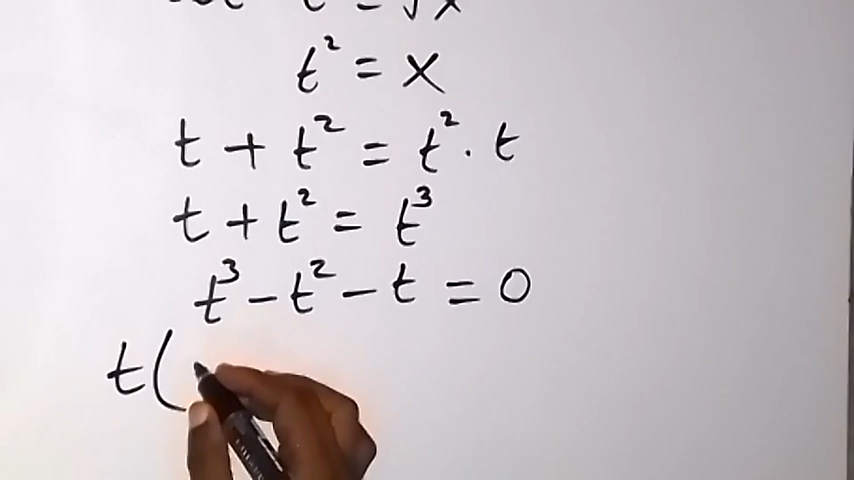 t = √x
t² = x
t + t² = t² · t
t + t² = t³
t³ - t² - t = 0
t(